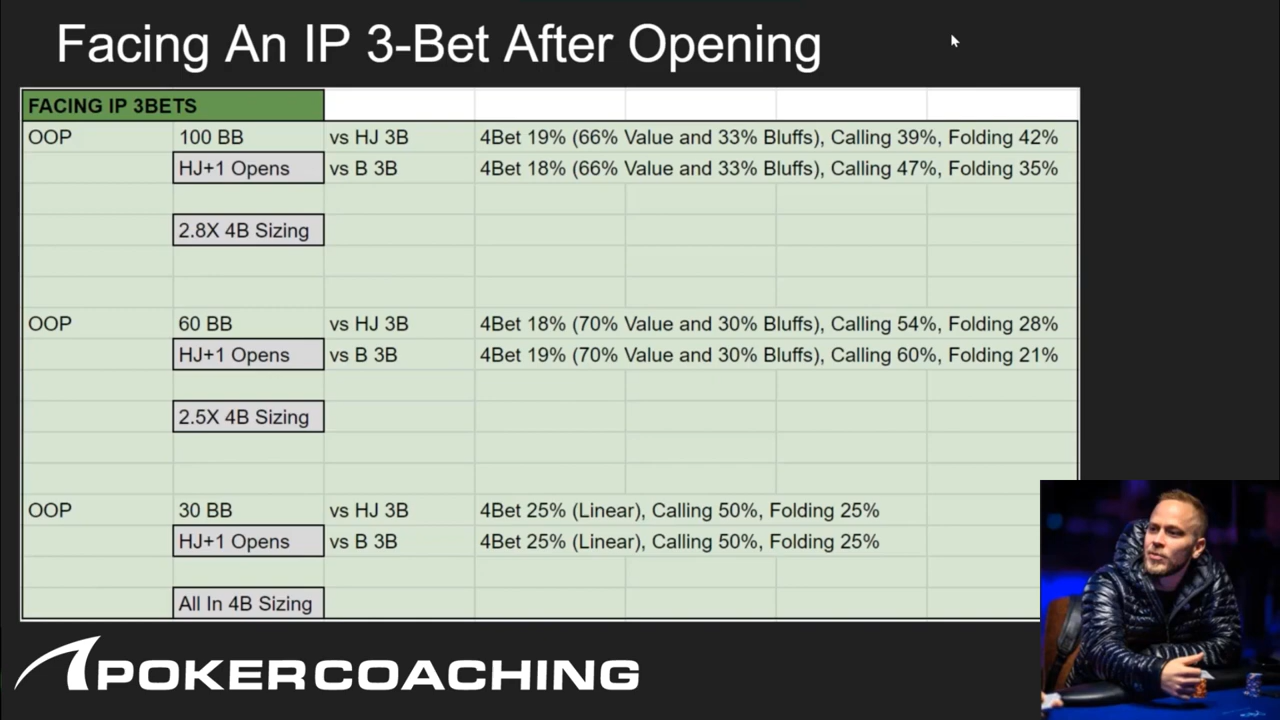 Facing An IP 3-Bet After Opening
FACING IP 3BETS
OOP 100 BB vs HJ 3B 4Bet 19% (66% Value and 33% Bluffs), Calling 39%, Folding 42%
HJ+1 Opens vs B 3B 4Bet 18% (66% Value and 33% Bluffs), Calling 47%, Folding 35%
2.8X 4B Sizing
OOP 60 BB vs HJ 3B 4Bet 18% (70% Value and 30% Bluffs), Calling 54%, Folding 28%
HJ+1 Opens vs B 3B 4Bet 19% (70% Value and 30% Bluffs), Calling 60%, Folding 21%
2.5X 4B Sizing
OOP 30 BB vs HJ 3B 4Bet 25% (Linear), Calling 50%, Folding 25%
HJ+1 Opens vs B 3B 4Bet 25% (Linear), Calling 50%, Folding 25%
All In 4B Sizing
POKERCOACHING